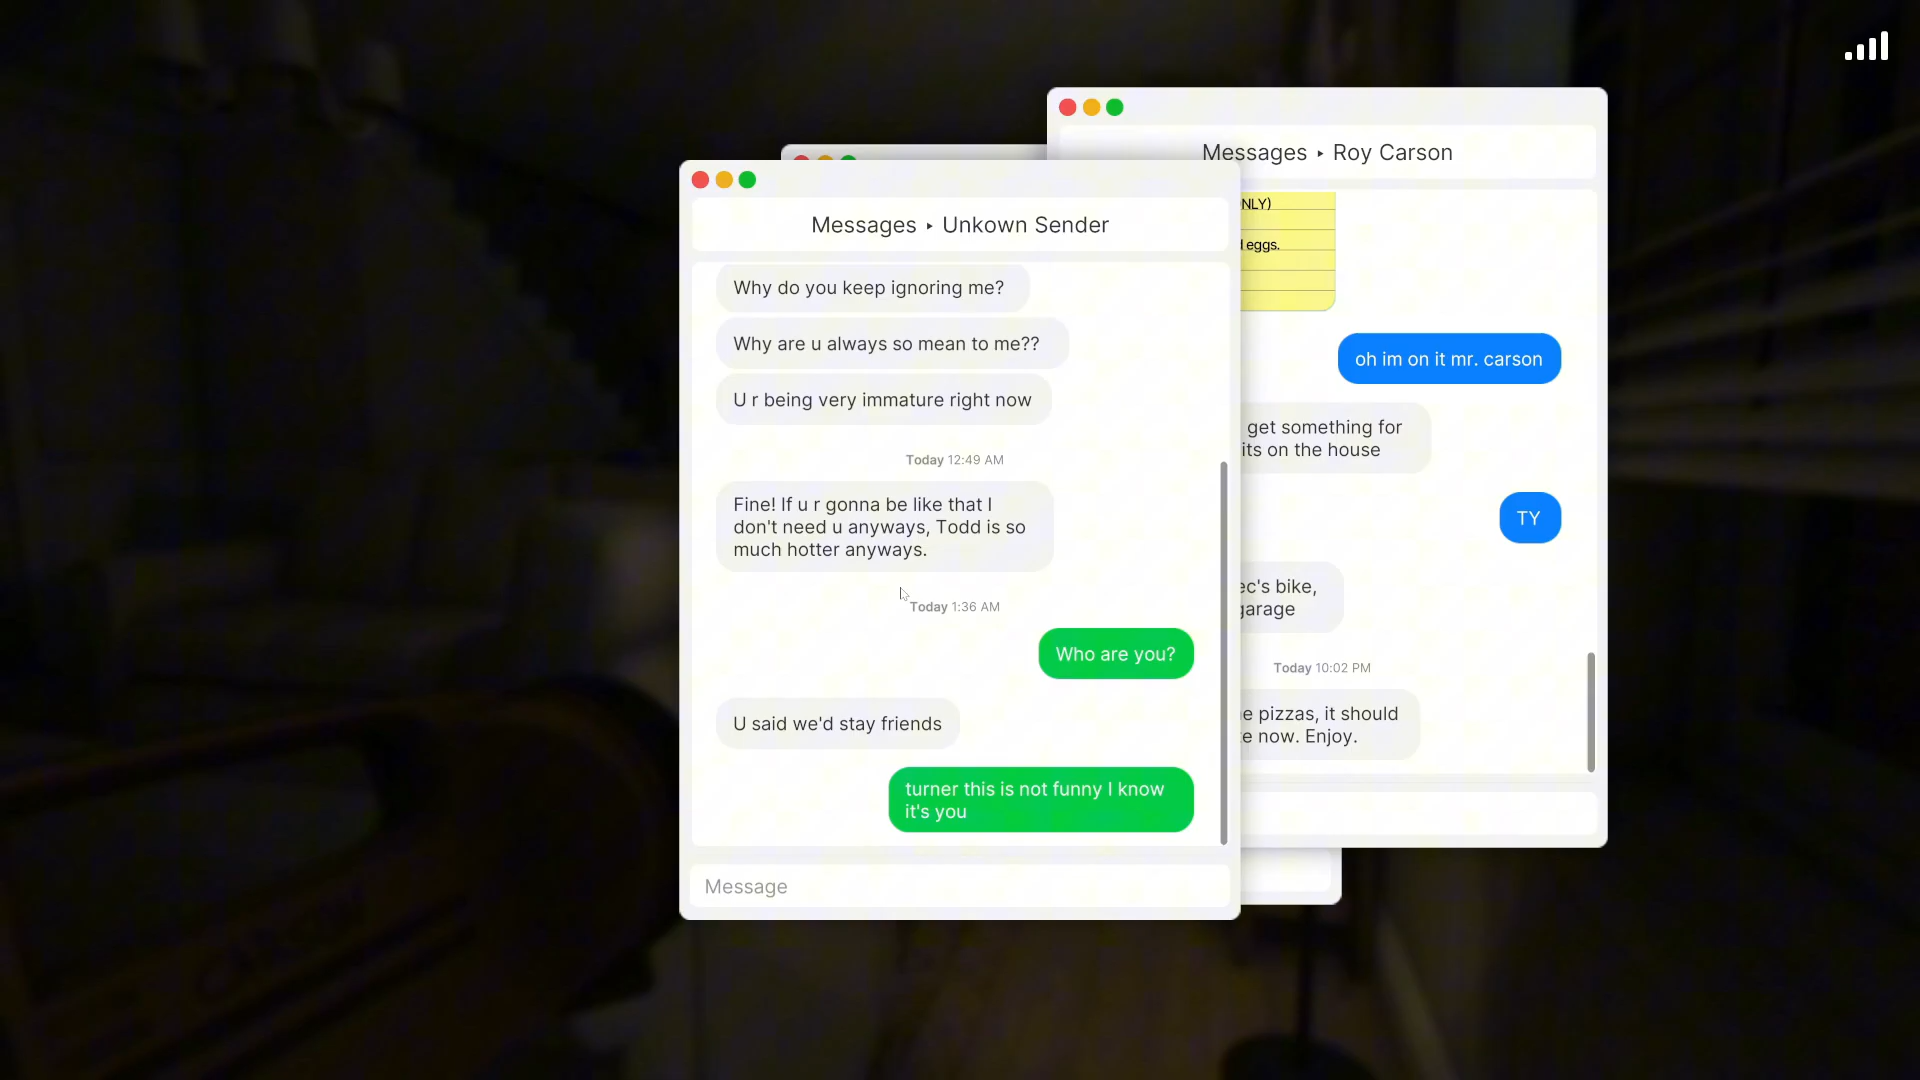 Messages ‣ Roy Carson
NLY)
eggs.
oh im on it mr. carson
get something for
its on the house
TY
ec's bike,
garage
Today 10:02 PM
e pizzas, it should
e now. Enjoy.
Messages ‣ Unkown Sender
Why do you keep ignoring me?
Why are u always so mean to me??
U r being very immature right now
Today 12:49 AM
Fine! If u r gonna be like that I
don't need u anyways, Todd is so
much hotter anyways.
Today 1:36 AM
Who are you?
U said we'd stay friends
turner this is not funny I know
it's you
Message